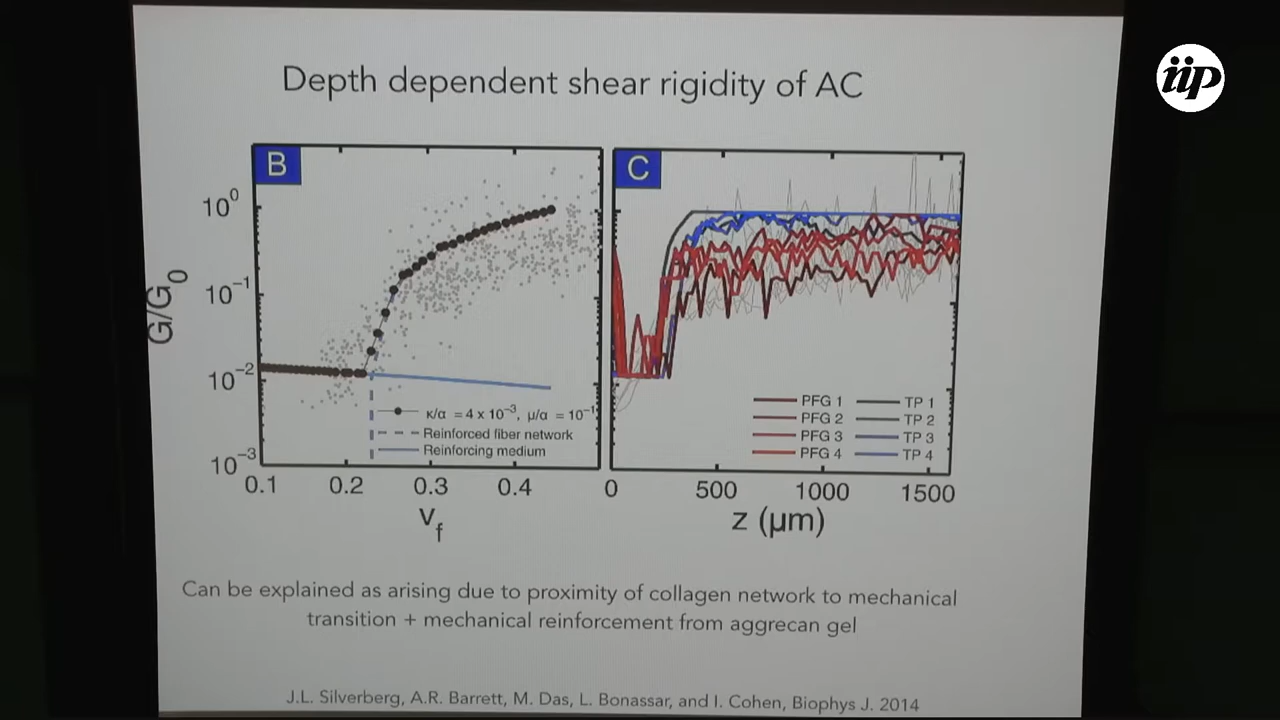 iip
Depth dependent shear rigidity of AC
B
C
G/G₀
10⁰
10⁻¹
10⁻²
10⁻³
κ/α = 4 x 10⁻³, μ/α = 10⁻¹
Reinforced fiber network
Reinforcing medium
0.1 0.2 0.3 0.4
v_f
PFG 1 TP 1
PFG 2 TP 2
PFG 3 TP 3
PFG 4 TP 4
0 500 1000 1500
z (μm)
Can be explained as arising due to proximity of collagen network to mechanical
transition + mechanical reinforcement from aggrecan gel
J.L. Silverberg, A.R. Barrett, M. Das, L. Bonassar, and I. Cohen, Biophys J. 2014